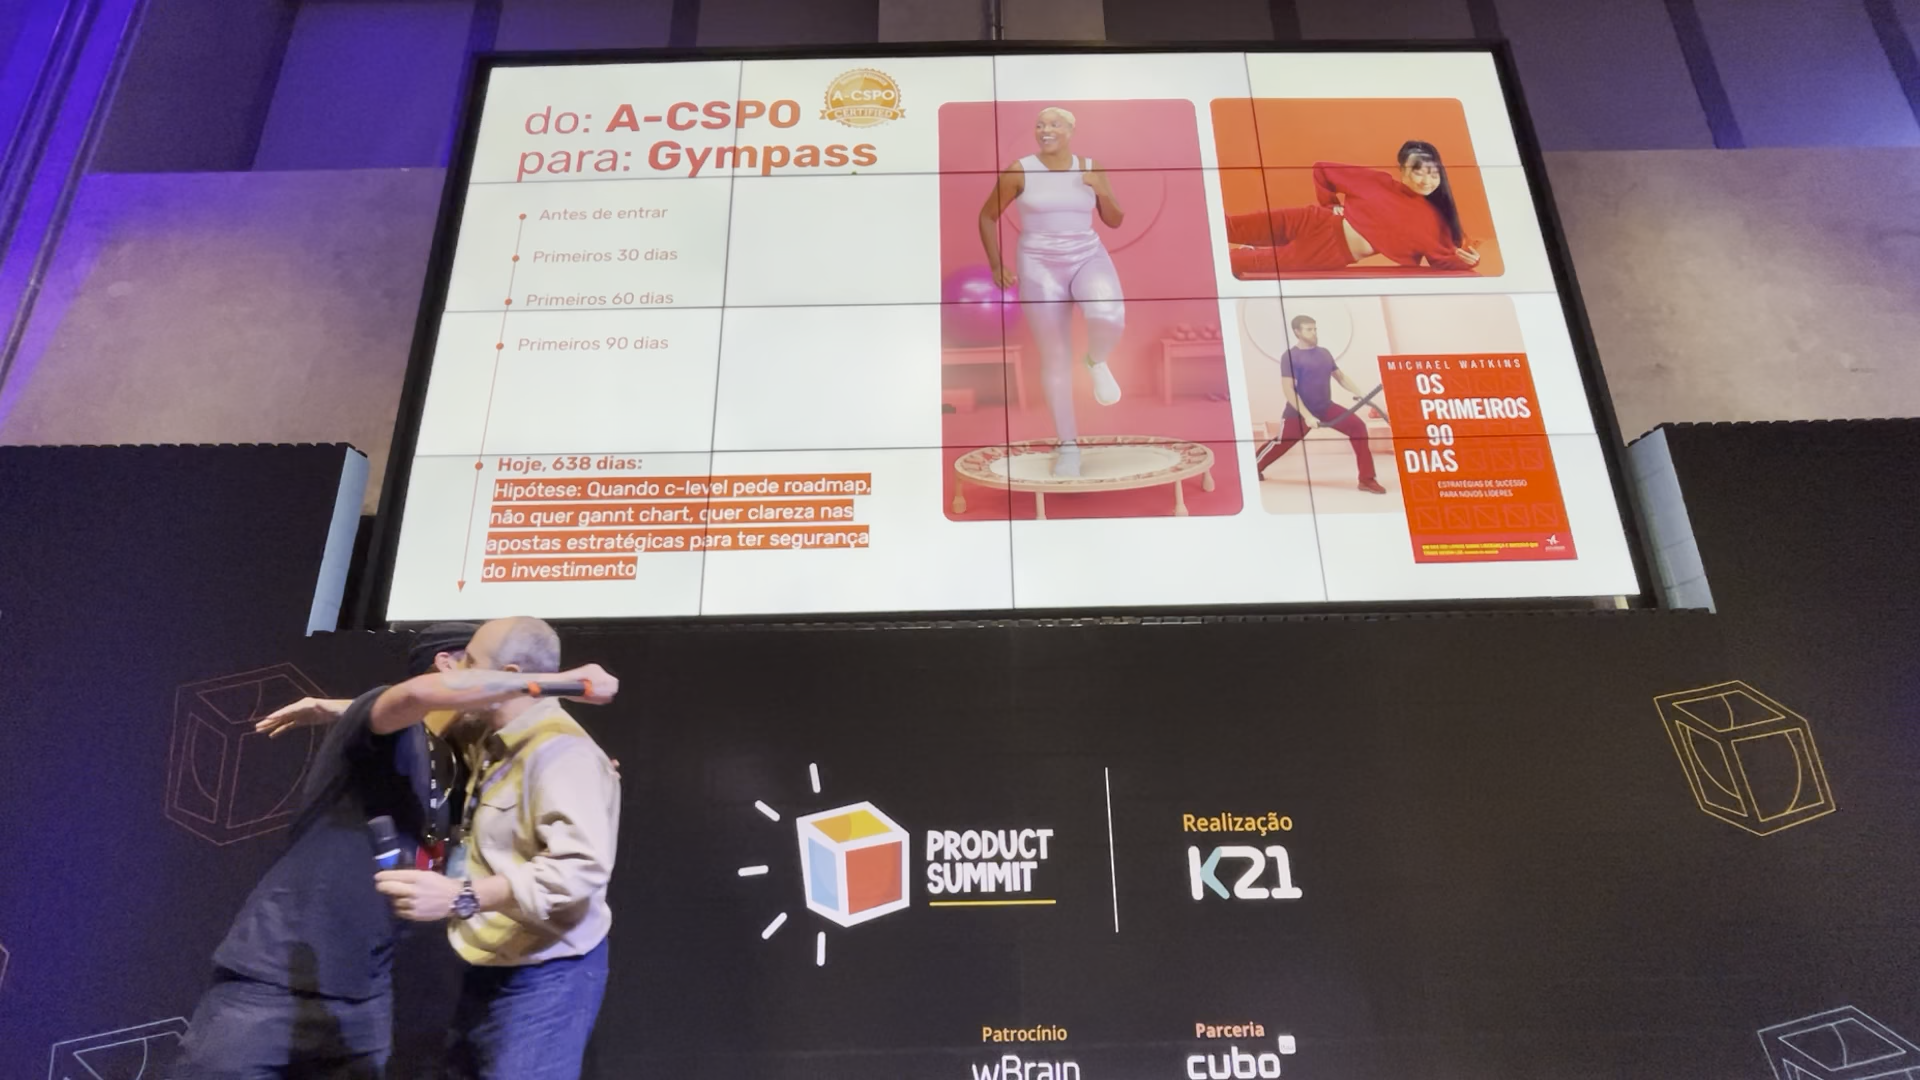 do: A-CSPO
para: Gympass
A-CSPO
CERTIFIED
Antes de entrar
Primeiros 30 dias
Primeiros 60 dias
Primeiros 90 dias
Hoje, 638 dias:
Hipótese: Quando c-level pede roadmap,
não quer gannt chart, quer clareza nas
apostas estratégicas para ter segurança
do investimento
MICHAEL WATKINS
OS
PRIMEIROS
90
DIAS
ESTRATÉGIAS DE SUCESSO
PARA NOVOS LÍDERES
PRODUCT
SUMMIT
Realização
K21
Patrocínio
wBrain
Parceria
cubo